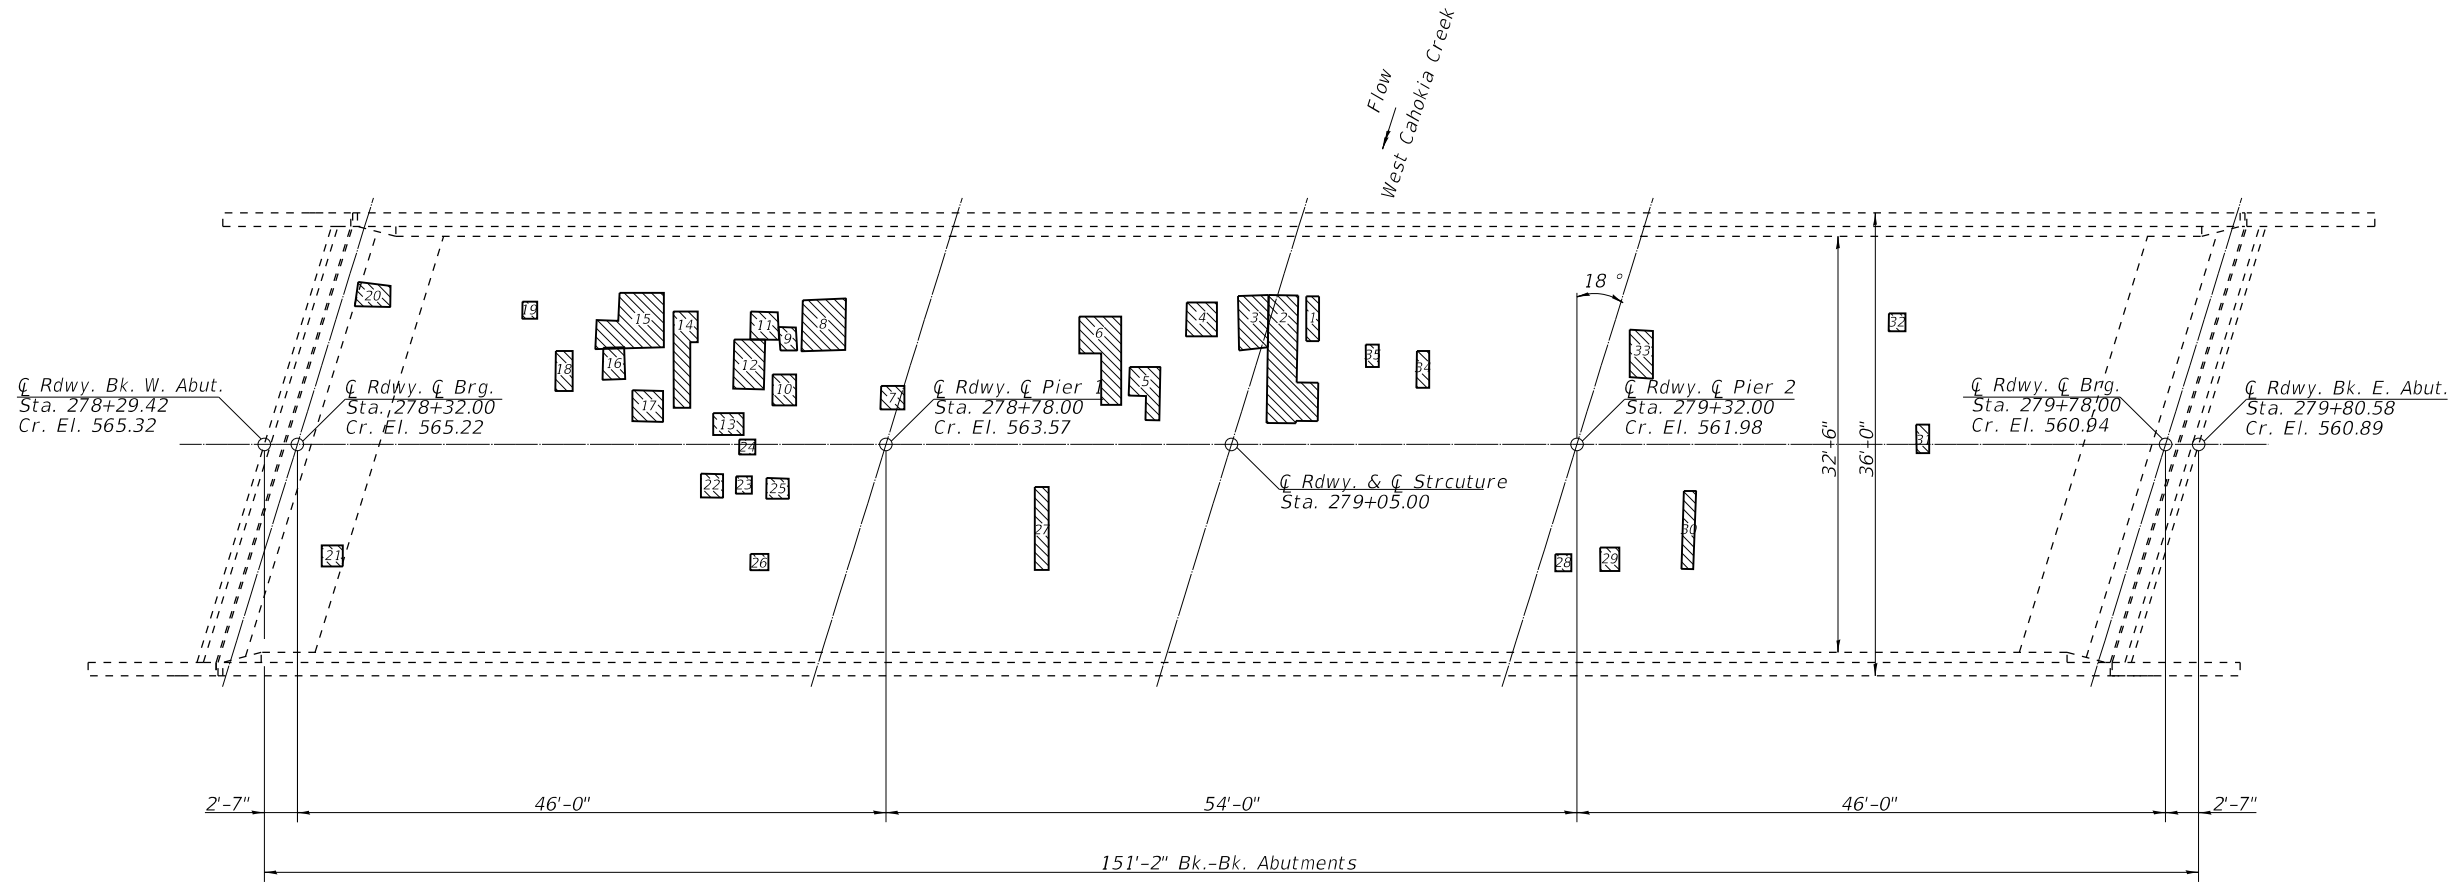 Flow
West Cahokia Creek
18 °
20
19
15
14
11
9
8
6
4
3
2
1
35
34
33
32
18
16
12
10
17
13
7
5
℄ Rdwy. Bk. W. Abut.
Sta. 278+29.42
Cr. El. 565.32
℄ Rdwy. ℄ Brg.
Sta. 278+32.00
Cr. El. 565.22
℄ Rdwy. ℄ Pier 1
Sta. 278+78.00
Cr. El. 563.57
℄ Rdwy. ℄ Pier 2
Sta. 279+32.00
Cr. El. 561.98
℄ Rdwy. ℄ Brg.
Sta. 279+78.00
Cr. El. 560.94
℄ Rdwy. Bk. E. Abut.
Sta. 279+80.58
Cr. El. 560.89
32'-6"
36'-0"
24
31
22
23
25
℄ Rdwy. & ℄ Strcuture
Sta. 279+05.00
27
30
21
26
28
29
2'-7"
46'-0"
54'-0"
46'-0"
2'-7"
151'-2" Bk.-Bk. Abutments